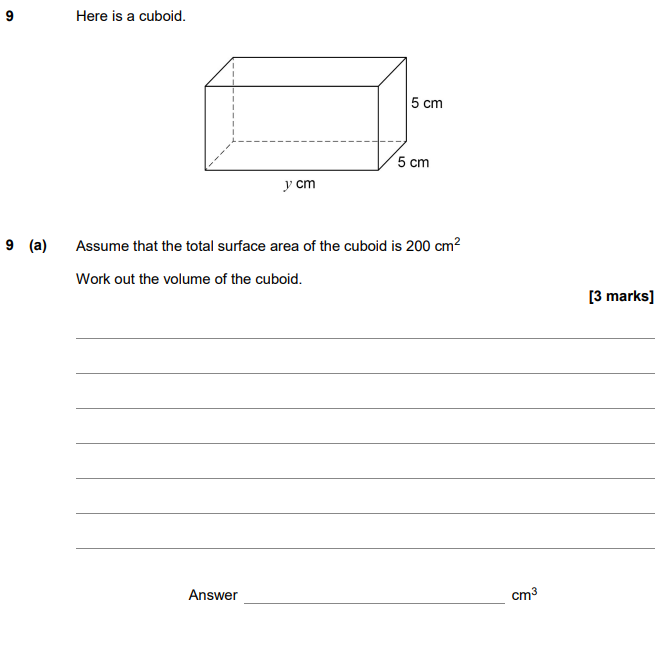 9 Here is a cuboid.
5 cm
5 cm
y cm
9 (a) Assume that the total surface area of the cuboid is 200 cm²
Work out the volume of the cuboid.
[3 marks]
Answer cm³